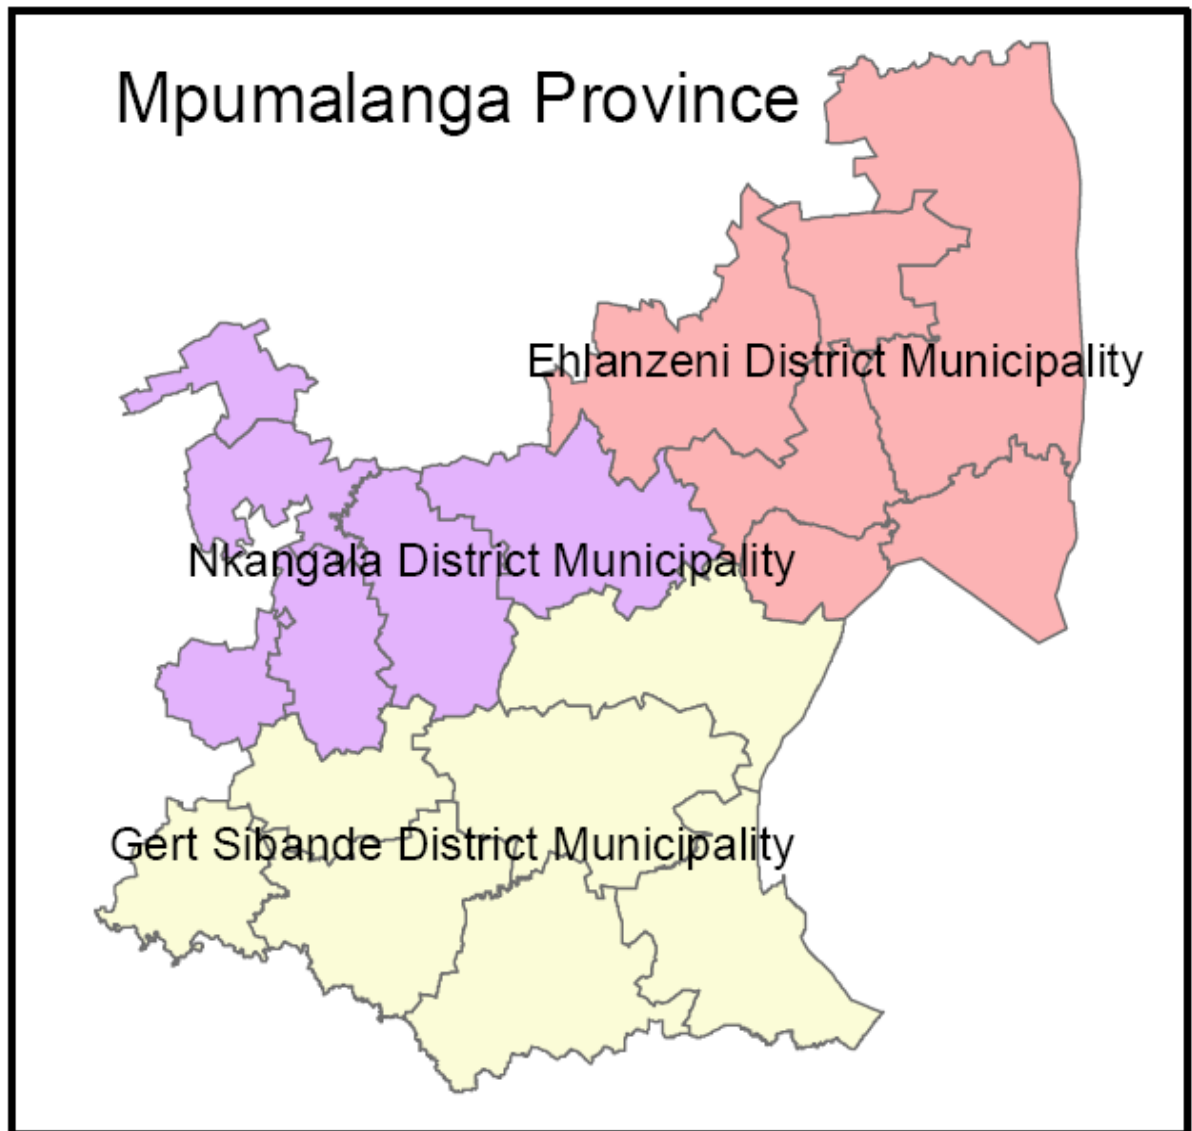 Mpumalanga Province
Ehlanzeni District Municipality
Nkangala District Municipality
Gert Sibande District Municipality